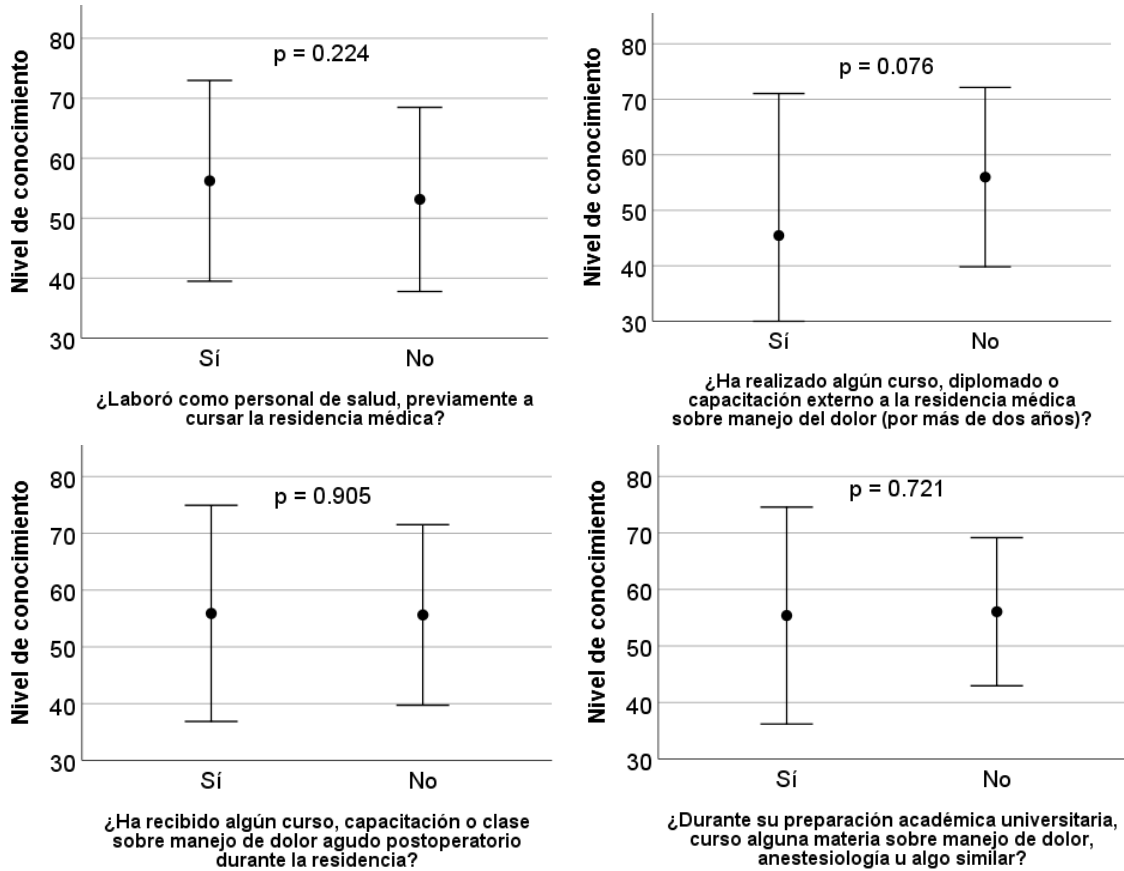 Nivel de conocimiento
80
70
60
50
40
30
p = 0.224
Sí
No
¿Laboró como personal de salud, previamente a
cursar la residencia médica?
Nivel de conocimiento
80
70
60
50
40
30
p = 0.076
Sí
No
¿Ha realizado algún curso, diplomado o
capacitación externo a la residencia médica
sobre manejo del dolor (por más de dos años)?
Nivel de conocimiento
80
70
60
50
40
30
p = 0.905
Sí
No
¿Ha recibido algún curso, capacitación o clase
sobre manejo de dolor agudo postoperatorio
durante la residencia?
Nivel de conocimiento
80
70
60
50
40
30
p = 0.721
Sí
No
¿Durante su preparación académica universitaria,
curso alguna materia sobre manejo de dolor,
anestesiología u algo similar?